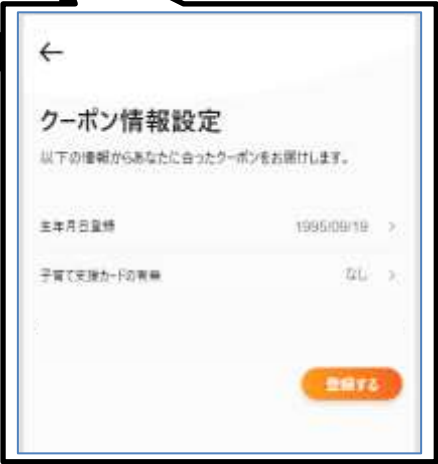 ←
クーポン情報設定
以下の情報からあなたに合ったクーポンをお届けします。
生年月日登録 1995/09/19 >
子育て支援カードの有無 なし >
登録する